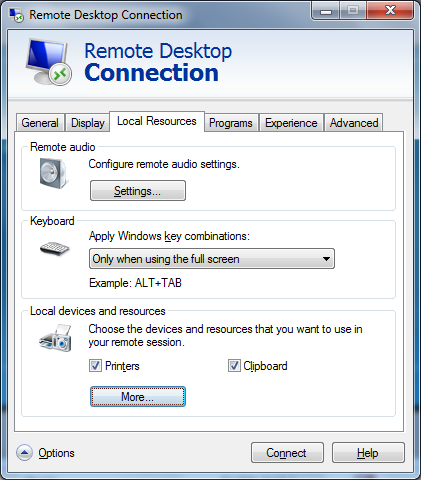 Remote Desktop Connection
Remote Desktop
Connection
General Display Local Resources Programs Experience Advanced
Remote audio
Configure remote audio settings.
Settings...
Keyboard
Apply Windows key combinations:
Only when using the full screen
Example: ALT+TAB
Local devices and resources
Choose the devices and resources that you want to use in
your remote session.
Printers Clipboard
More...
Options Connect Help